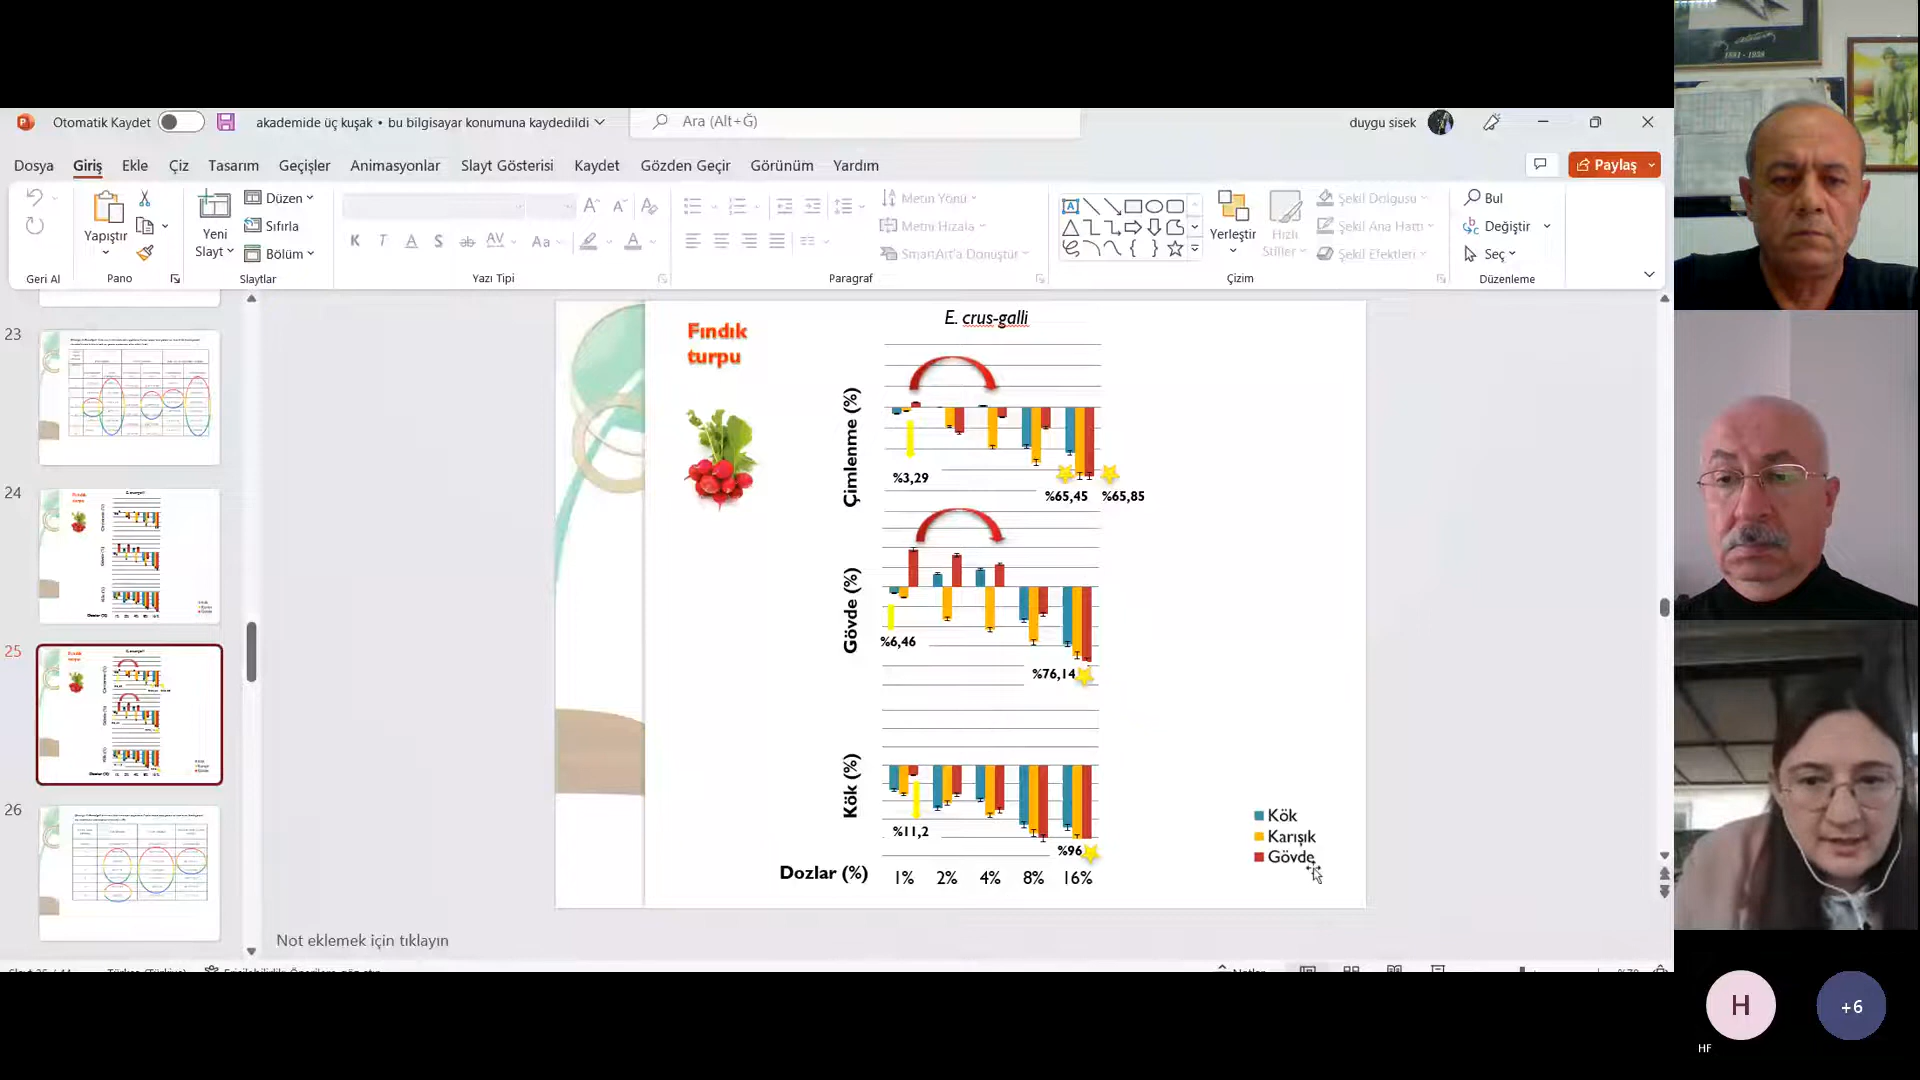 1881 - 1938
Otomatik Kaydet
akademide üç kuşak • bu bilgisayar konumuna kaydedildi
Ara (Alt+Ğ)
duygu sisek
Dosya Giriş Ekle Çiz Tasarım Geçişler Animasyonlar Slayt Gösterisi Kaydet Gözden Geçir Görünüm Yardım
Paylaş
Yapıştır
Yeni Slayt
Düzen
Sıfırla
Bölüm
K T A S ab AV Aa A
Metin Yönü
Metni Hizala
SmartArt'a Dönüştür
Yerleştir
Hızlı Stiller
Şekil Dolgusu
Şekil Ana Hattı
Şekil Efektleri
Bul
Değiştir
Seç
Geri Al Pano Slaytlar Yazı Tipi Paragraf Çizim Düzenleme
23
24
25
26
Fındık
turpu
E. crus-galli
Çimlenme (%)
%3,29
%65,45 %65,85
Gövde (%)
%6,46
%76,14
Kök (%)
%11,2
%96
Dozlar (%) 1% 2% 4% 8% 16%
Kök
Karışık
Gövde
Not eklemek için tıklayın
H
+6
HF